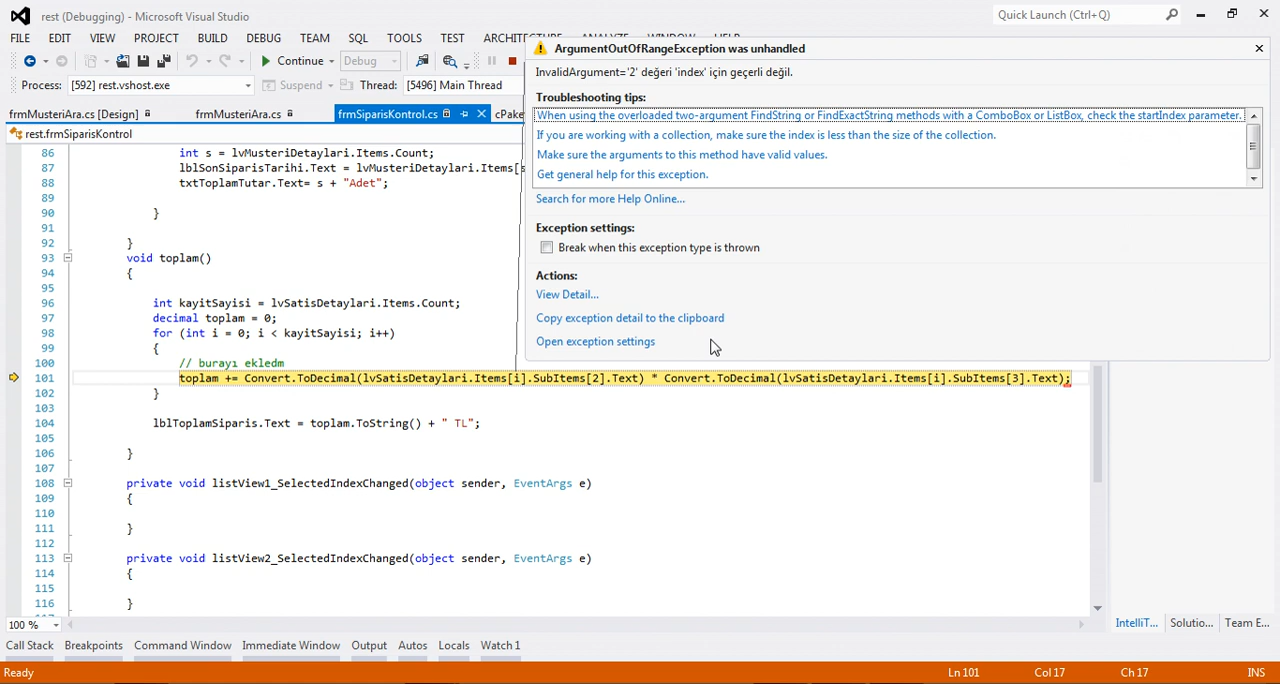 rest (Debugging) - Microsoft Visual Studio
Quick Launch (Ctrl+Q)
FILE EDIT VIEW PROJECT BUILD DEBUG TEAM SQL TOOLS TEST
Continue Debug
Process: [592] rest.vshost.exe Suspend Thread: [5496] Main Thread
frmMusteriAra.cs [Design] frmMusteriAra.cs frmSiparisKontrol.cs cPake
rest.frmSiparisKontrol
ArgumentOutOfRangeException was unhandled
InvalidArgument='2' değeri 'index' için geçerli değil.
Troubleshooting tips:
When using the overloaded two-argument FindString or FindExactString methods with a ComboBox or ListBox, check the startIndex parameter.
If you are working with a collection, make sure the index is less than the size of the collection.
Make sure the arguments to this method have valid values.
Get general help for this exception.
Search for more Help Online...
Exception settings:
Break when this exception type is thrown
Actions:
View Detail...
Copy exception detail to the clipboard
Open exception settings
86 int s = lvMusteriDetaylari.Items.Count;
87 lblSonSiparisTarihi.Text = lvMusteriDetaylari.Items[s
88 txtToplamTutar.Text= s + "Adet";
89
90 }
91
92 }
93 void toplam()
94 {
95
96 int kayitSayisi = lvSatisDetaylari.Items.Count;
97 decimal toplam = 0;
98 for (int i = 0; i < kayitSayisi; i++)
99 {
100 // burayı ekledm
101 toplam += Convert.ToDecimal(lvSatisDetaylari.Items[i].SubItems[2].Text) * Convert.ToDecimal(lvSatisDetaylari.Items[i].SubItems[3].Text);
102 }
103
104 lblToplamSiparis.Text = toplam.ToString() + " TL";
105
106 }
107
108 private void listView1_SelectedIndexChanged(object sender, EventArgs e)
109 {
110
111 }
112
113 private void listView2_SelectedIndexChanged(object sender, EventArgs e)
114 {
115
116 }
100 %
IntelliT... Solutio... Team E...
Call Stack Breakpoints Command Window Immediate Window Output Autos Locals Watch 1
Ready Ln 101 Col 17 Ch 17 INS